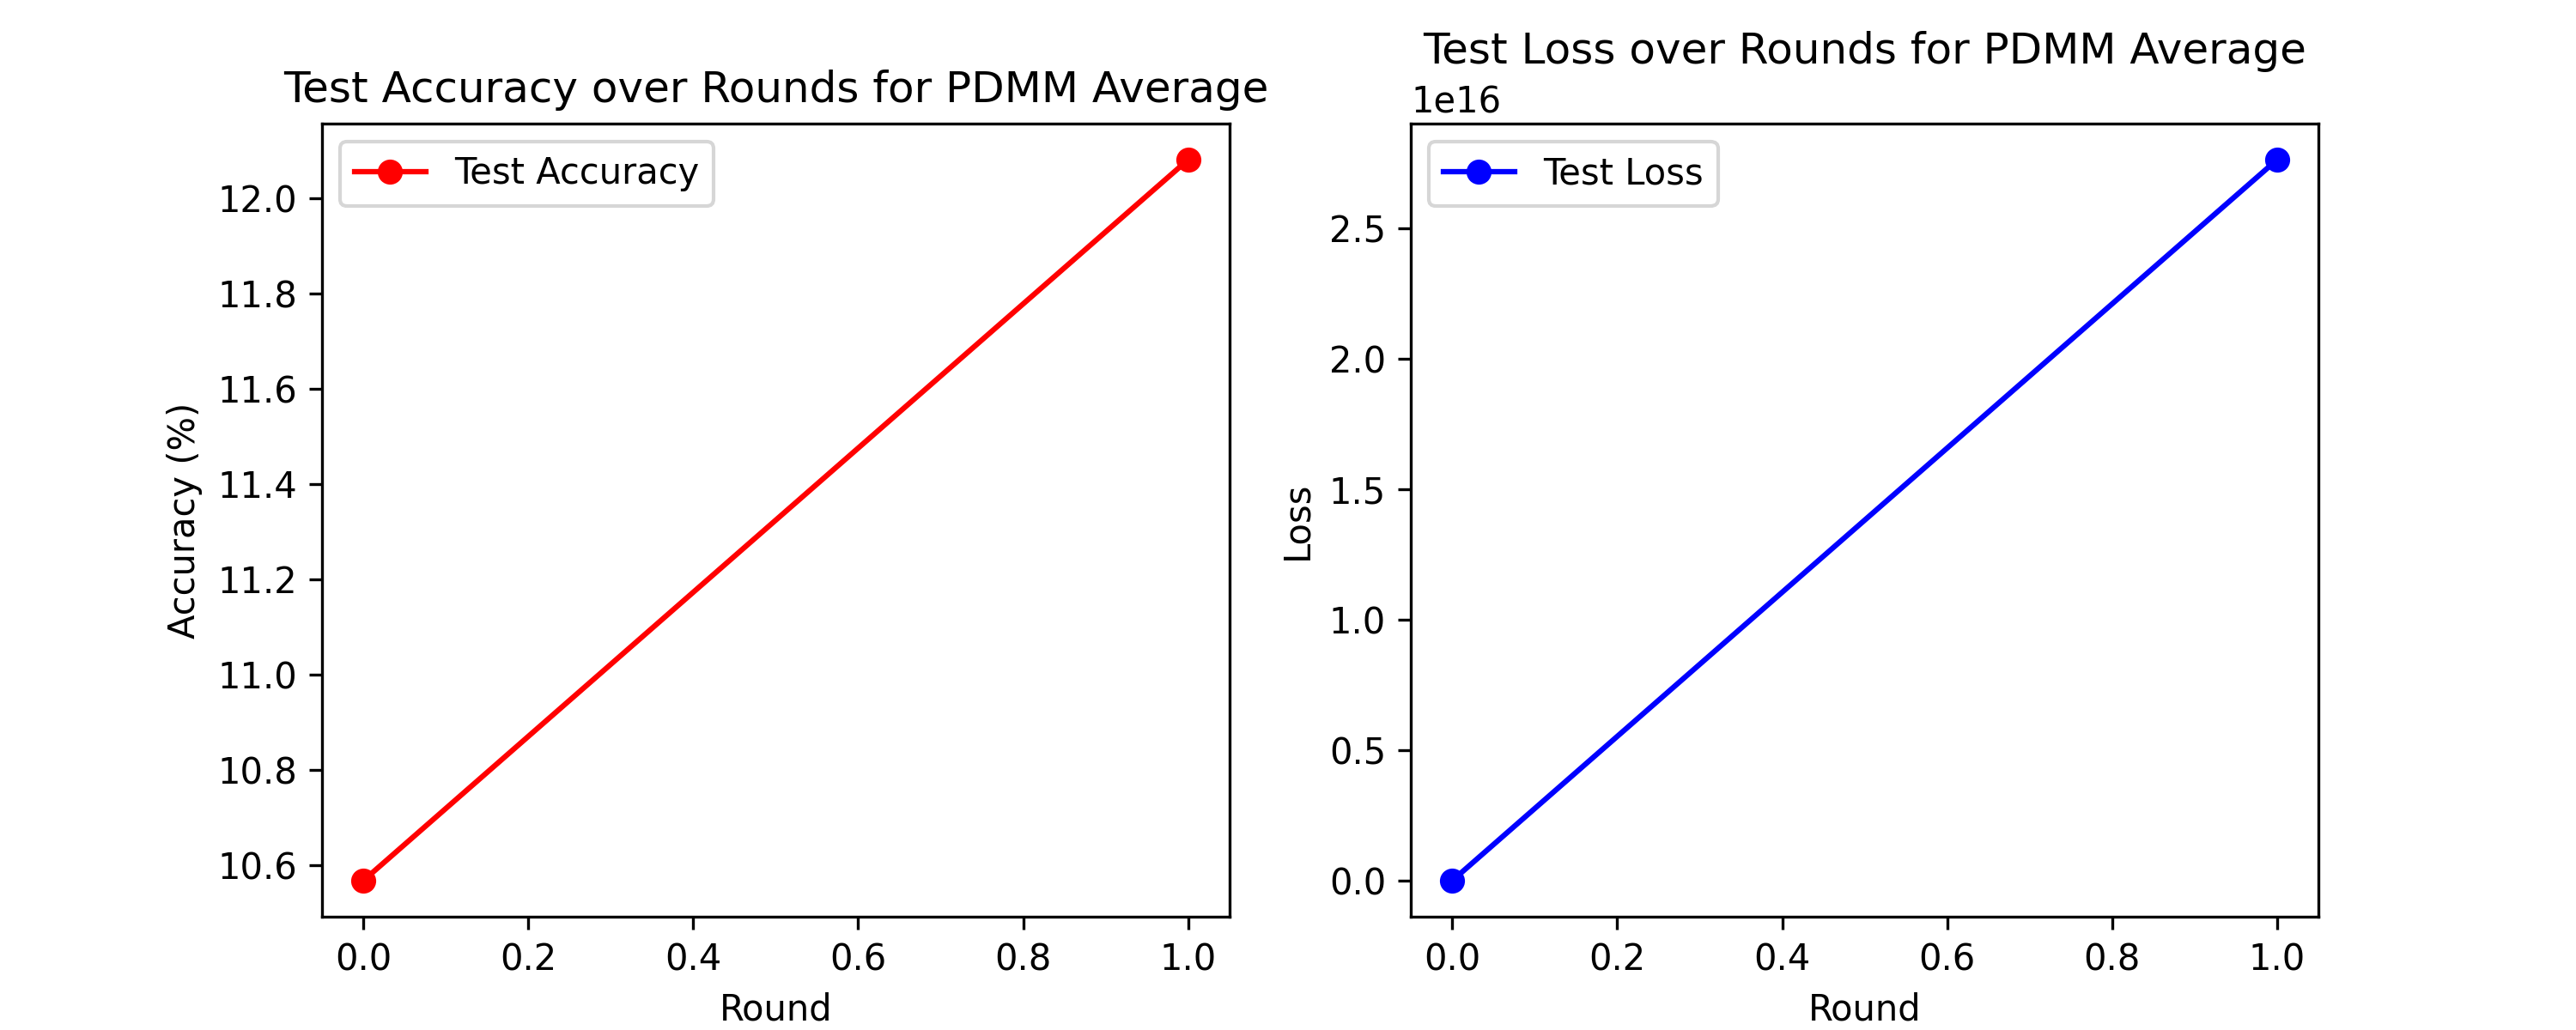 Test Accuracy over Rounds for PDMM Average
Test Accuracy
12.0
11.8
11.6
11.4
11.2
11.0
10.8
10.6
Accuracy (%)
0.0 0.2 0.4 0.6 0.8 1.0
Round
Test Loss over Rounds for PDMM Average
1e16
Test Loss
2.5
2.0
1.5
1.0
0.5
0.0
Loss
0.0 0.2 0.4 0.6 0.8 1.0
Round